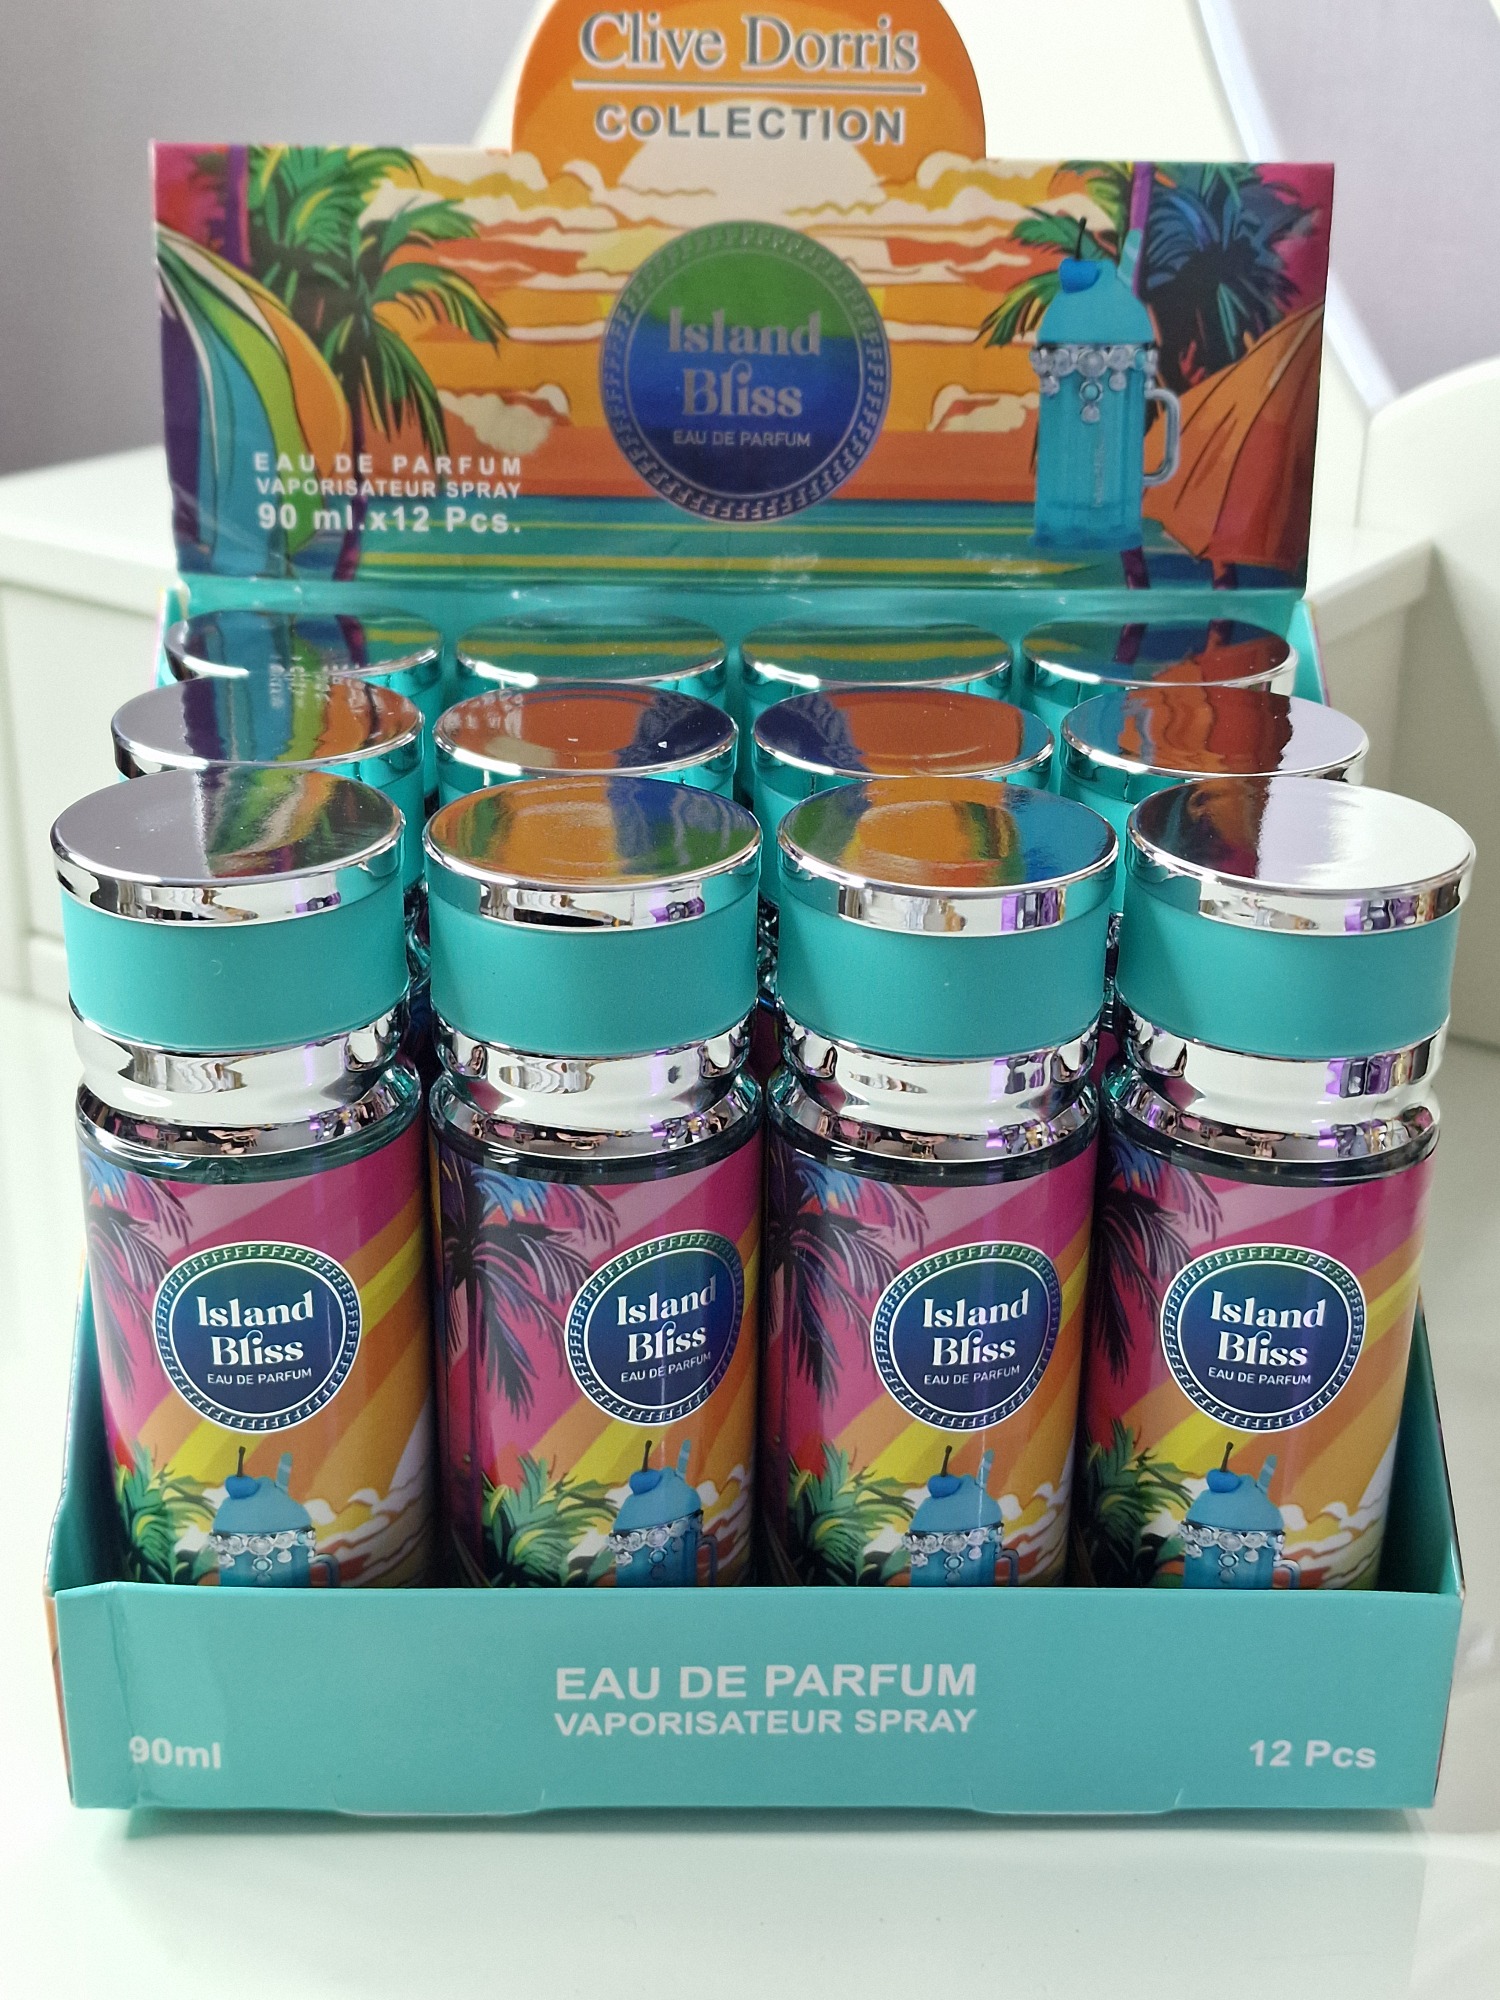 Clive Dorris
COLLECTION
Island
Bliss
EAU DE PARFUM
EAU DE PARFUM
VAPORISATEUR SPRAY
90 ml.x12 Pcs.
Island
Bliss
EAU DE PARFUM
Island
Bliss
EAU DE PARFUM
Island
Bliss
EAU DE PARFUM
Island
Bliss
EAU DE PARFUM
EAU DE PARFUM
VAPORISATEUR SPRAY
90ml
12 Pcs